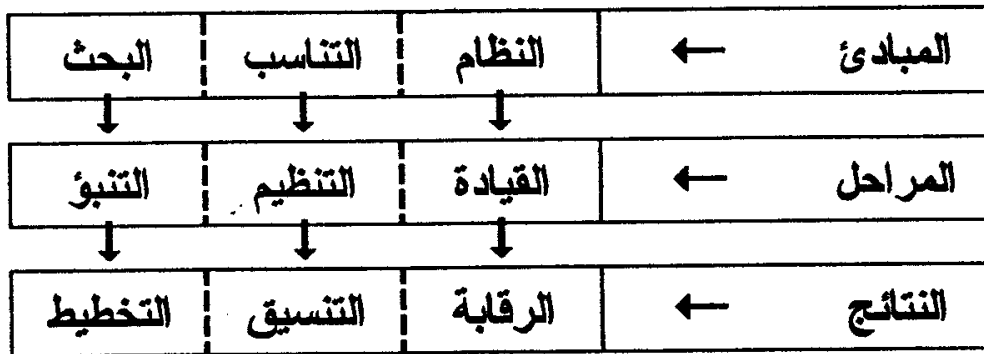 المبادئ ← النظام التناسب البحث
المراحل ← القيادة التنظيم التنبؤ
النتائج ← الرقابة التنسيق التخطيط